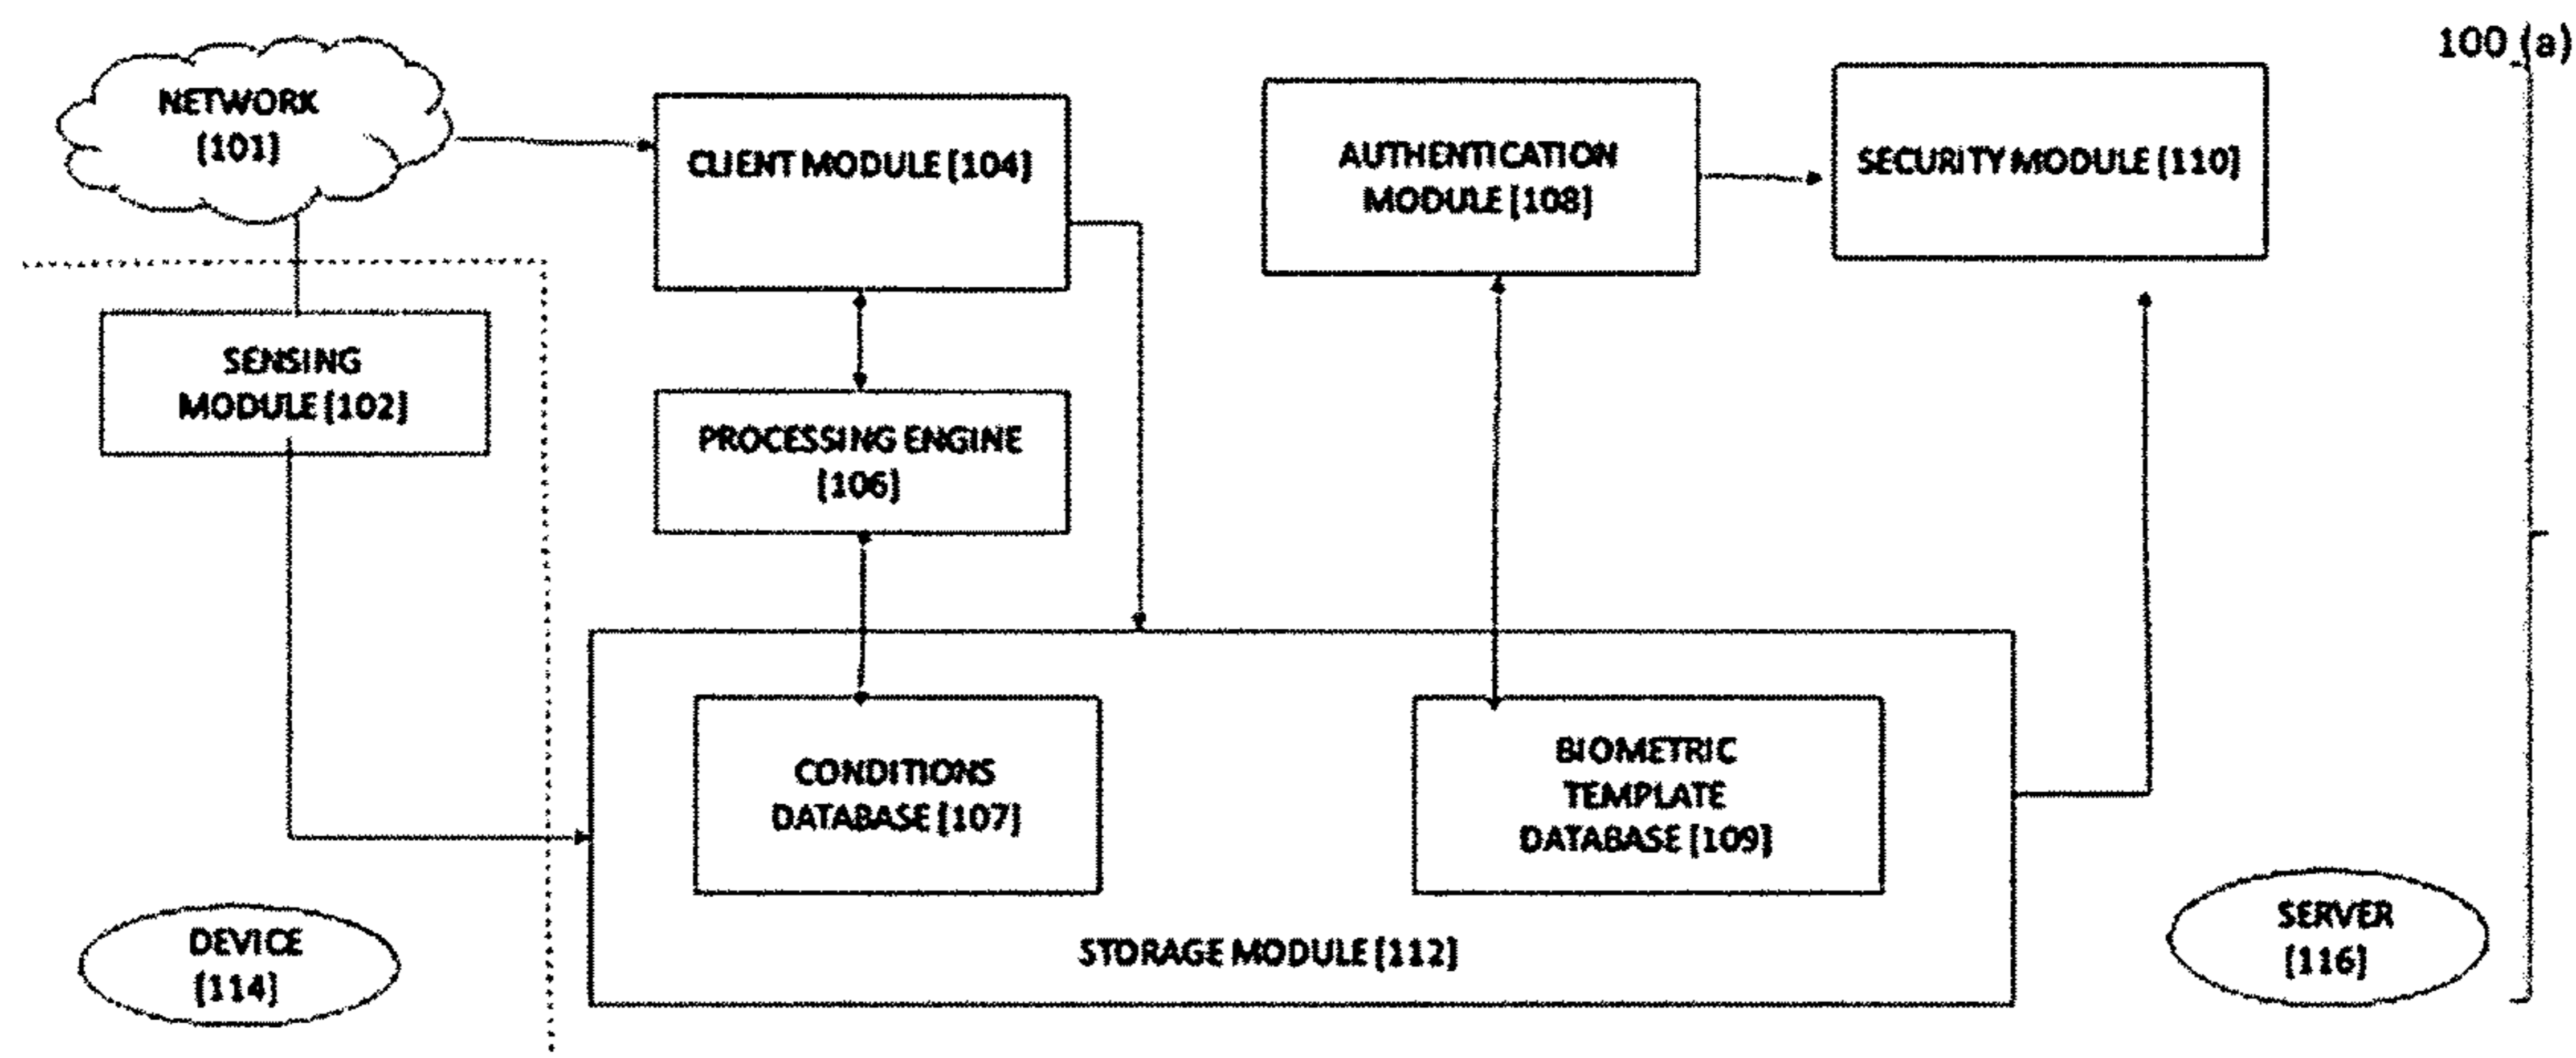 100 (a)
NETWORK
[101]
CLIENT MODULE [104]
AUTHENTICATION
MODULE [108]
SECURITY MODULE [110]
SENSING
MODULE [102]
PROCESSING ENGINE
[106]
CONDITIONS
DATABASE [107]
BIOMETRIC
TEMPLATE
DATABASE [109]
STORAGE MODULE [112]
DEVICE
[114]
SERVER
[116]